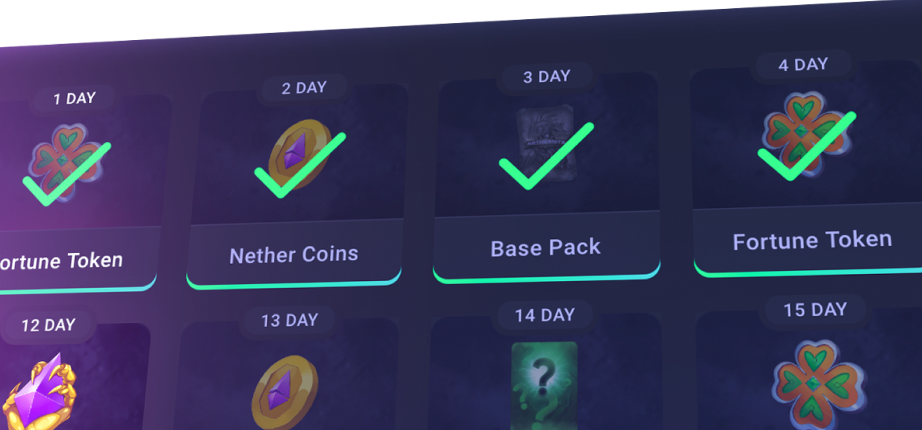 1 DAY
2 DAY
3 DAY
4 DAY
ortune Token
Nether Coins
Base Pack
Fortune Token
12 DAY
13 DAY
14 DAY
15 DAY
?